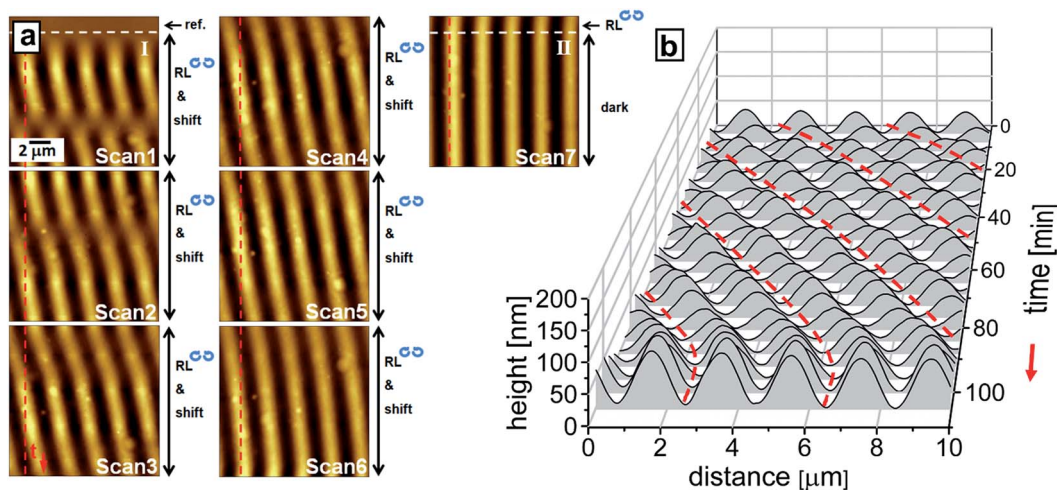 a
I
ref.
RL
&
shift
2 μm
Scan1
RL
&
shift
Scan2
RL
&
shift
t
Scan3
RL
&
shift
Scan4
RL
&
shift
Scan5
RL
&
shift
Scan6
II
RL
dark
Scan7
b
0
20
40
60
80
100
time [min]
200
150
100
50
0
height [nm]
0 2 4 6 8 10
distance [μm]